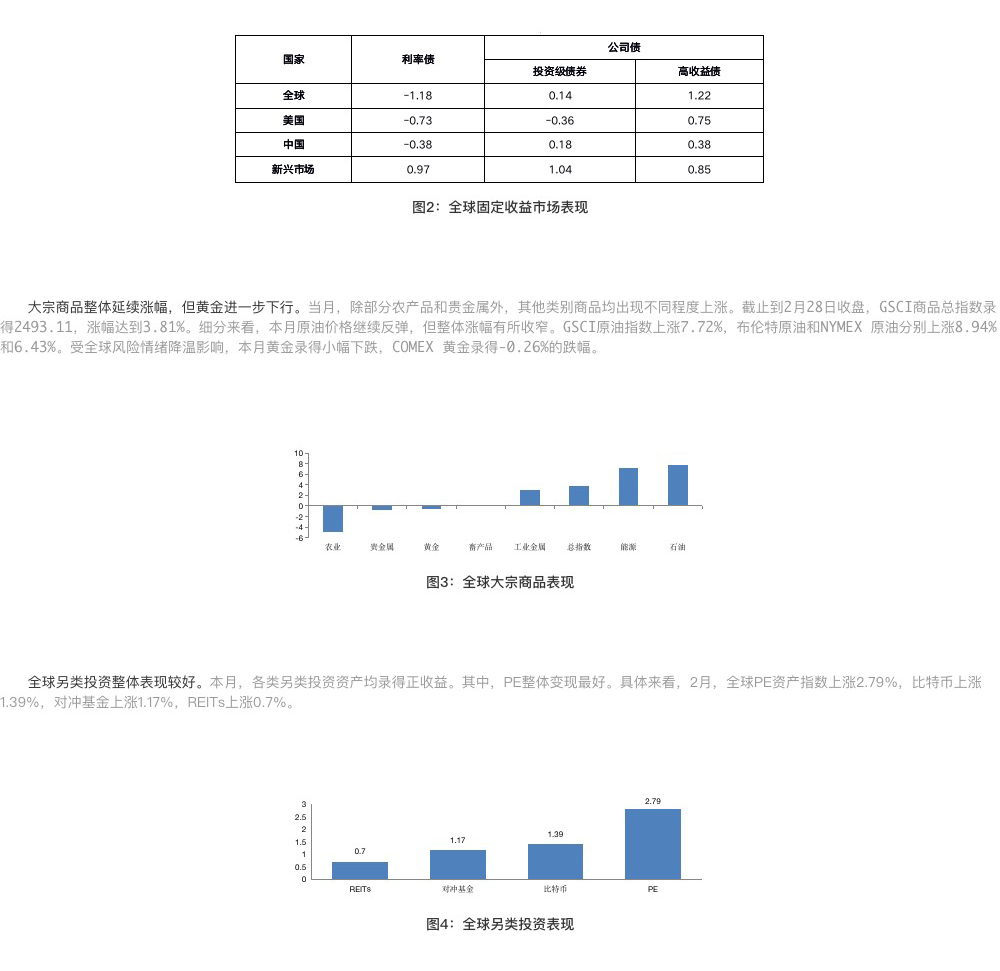 国家 利率债 公司债
投资级债券 高收益债
全球 -1.18 0.14 1.22
美国 -0.73 -0.36 0.75
中国 -0.38 0.18 0.38
新兴市场 0.97 1.04 0.85
图2：全球固定收益市场表现
大宗商品整体延续涨幅，但黄金进一步下行。当月，除部分农产品和贵金属外，其他类别商品均出现不同程度上涨。截止到2月28日收盘，GSCI商品总指数录
得2493.11，涨幅达到3.81%。细分来看，本月原油价格继续反弹，但整体涨幅有所收窄。GSCI原油指数上涨7.72%，布伦特原油和NYMEX 原油分别上涨8.94%
和6.43%。受全球风险情绪降温影响，本月黄金录得小幅下跌，COMEX 黄金录得-0.26%的跌幅。
10
8
6
4
2
0
-2
-4
-6
农业 贵金属 黄金 畜产品 工业金属 总指数 能源 石油
图3：全球大宗商品表现
全球另类投资整体表现较好。本月，各类另类投资资产均录得正收益。其中，PE整体变现最好。具体来看，2月，全球PE资产指数上涨2.79%，比特币上涨
1.39%，对冲基金上涨1.17%，REITs上涨0.7%。
3
2.5
2
1.5
1
0.5
0
0.7 1.17 1.39 2.79
REITs 对冲基金 比特币 PE
图4：全球另类投资表现